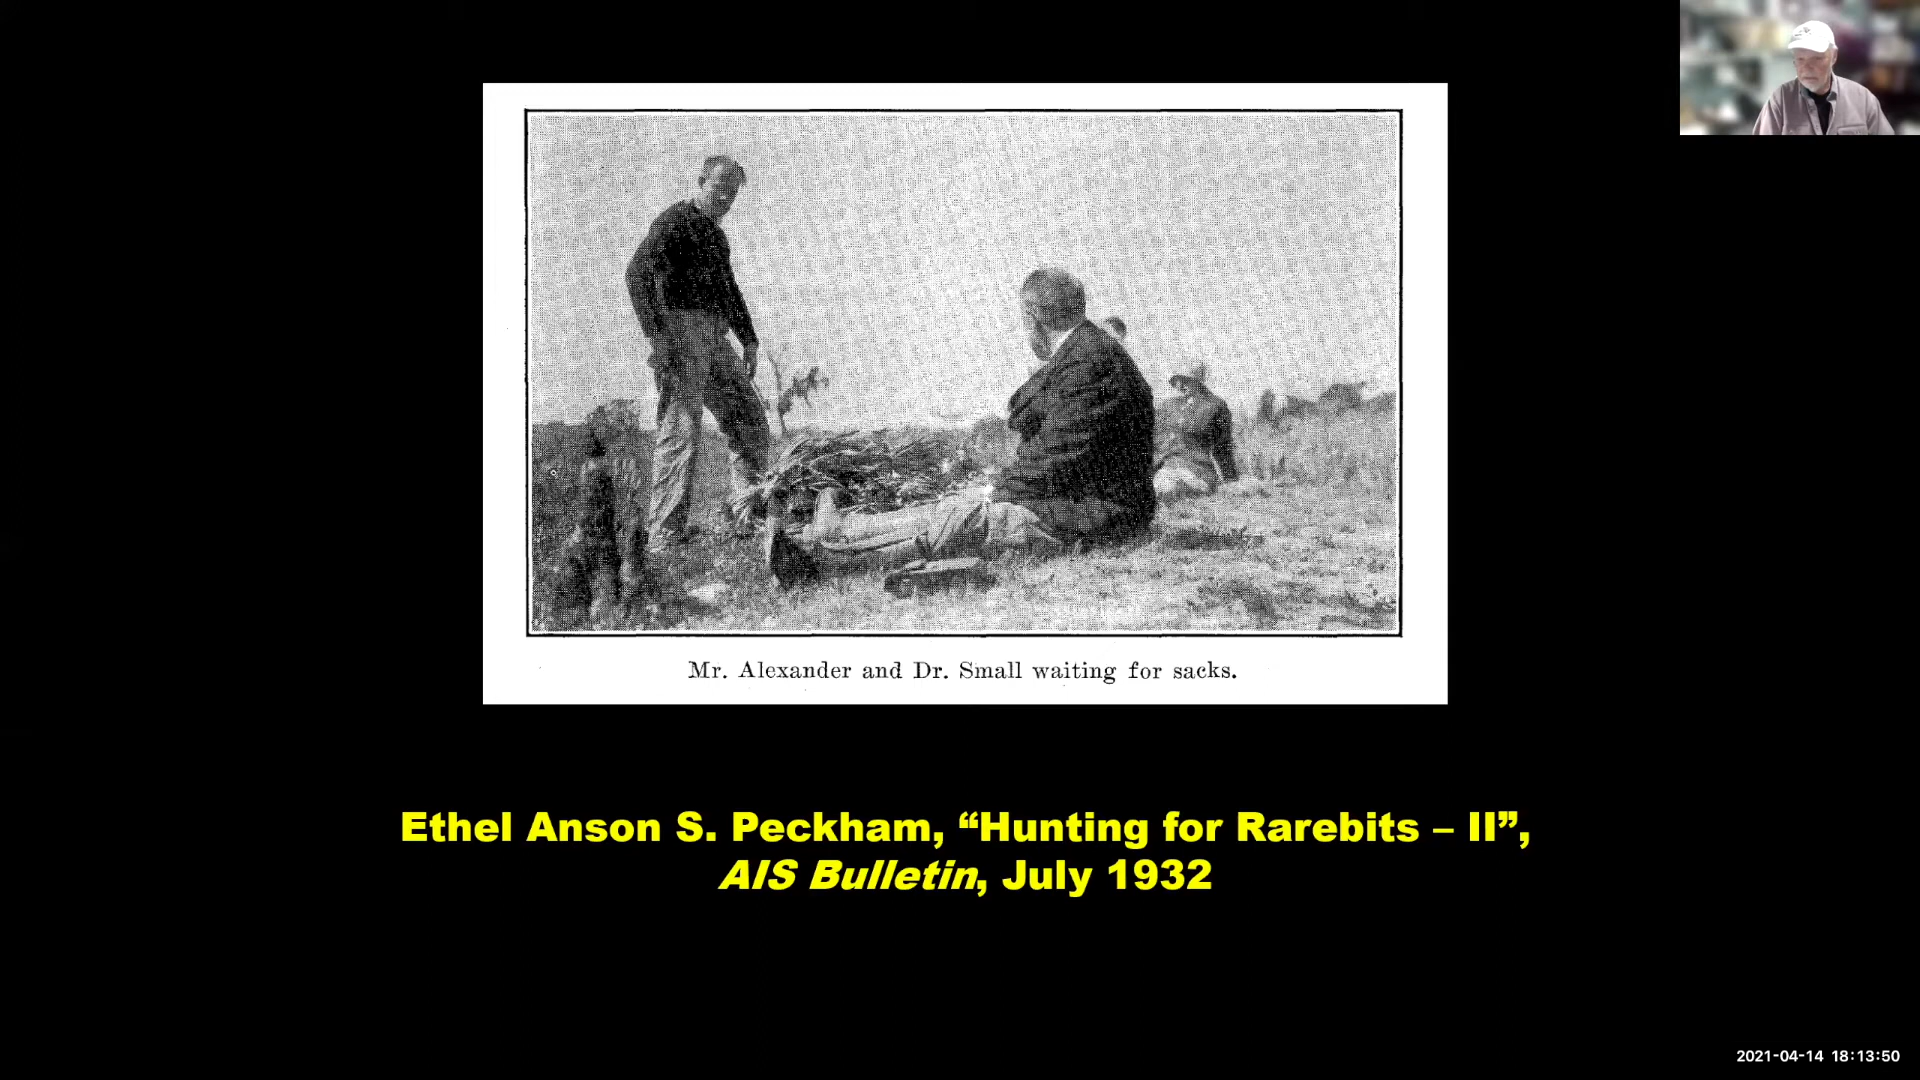 Mr. Alexander and Dr. Small waiting for sacks.
Ethel Anson S. Peckham, “Hunting for Rarebits – II”,
AIS Bulletin, July 1932
2021-04-14 18:13:50